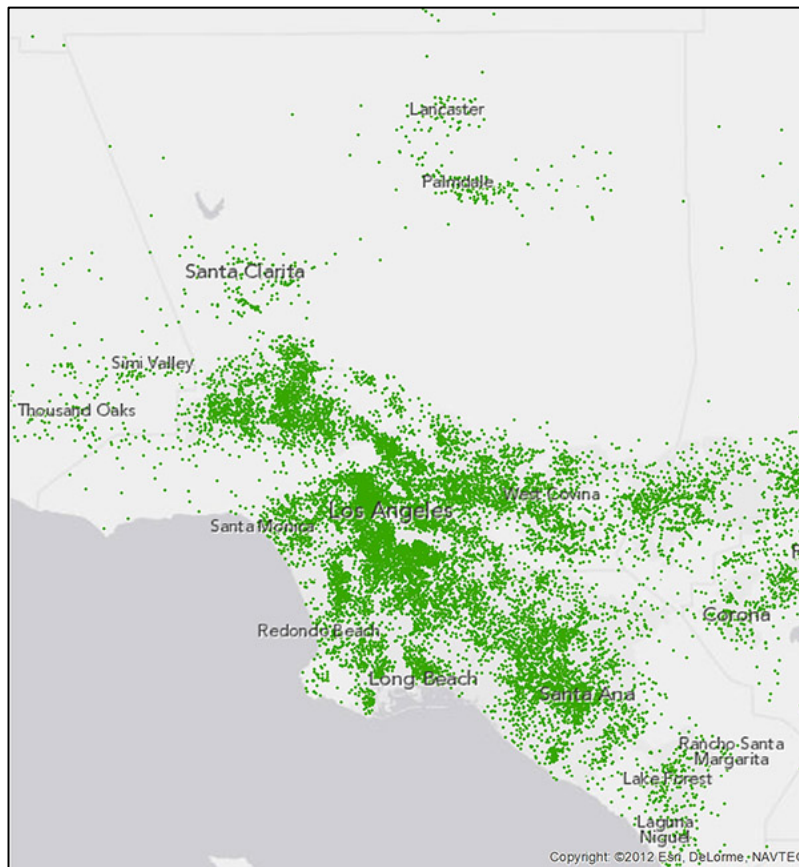 Lancaster
Palmdale
Santa Clarita
Simi Valley
Thousand Oaks
West Covina
Los Angeles
Santa Monica
Corona
Redondo Beach
Long Beach
Santa Ana
Rancho Santa
Margarita
Lake Forest
Laguna
Niguel
Copyright: ©2012 Esri, DeLorme, NAVTEQ